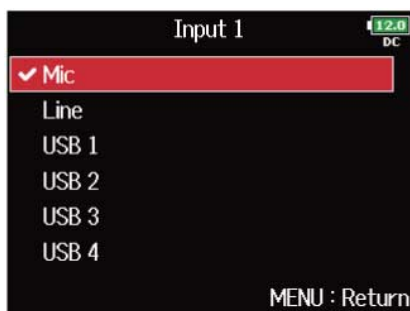 Input 1
12.0
DC
Mic
Line
USB 1
USB 2
USB 3
USB 4
MENU : Return